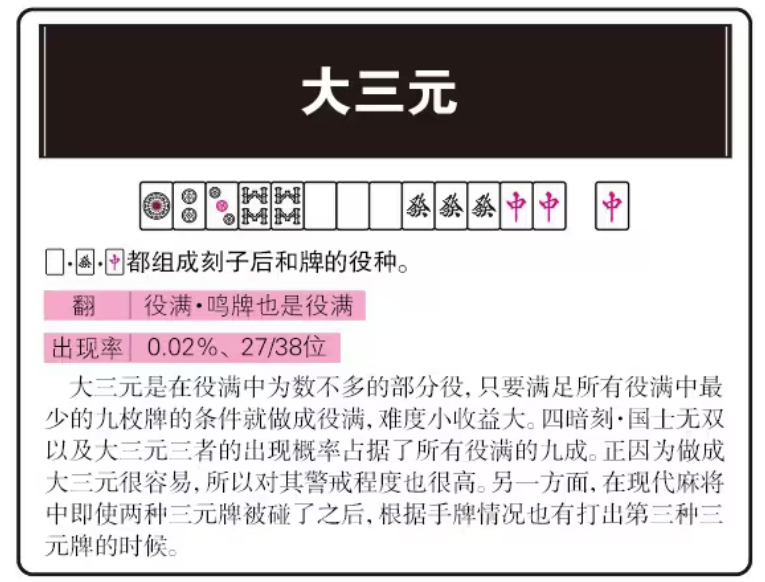 大三元
發發發中中 中
·發·中都组成刻子后和牌的役种。
翻 役满·鸣牌也是役满
出现率 0.02%、27/38位
大三元是在役满中为数不多的部分役,只要满足所有役满中最
少的九枚牌的条件就做成役满,难度小收益大。四暗刻·国士无双
以及大三元三者的出现概率占据了所有役满的九成。正因为做成
大三元很容易,所以对其警戒程度也很高。另一方面,在现代麻将
中即使两种三元牌被碰了之后,根据手牌情况也有打出第三种三
元牌的时候。